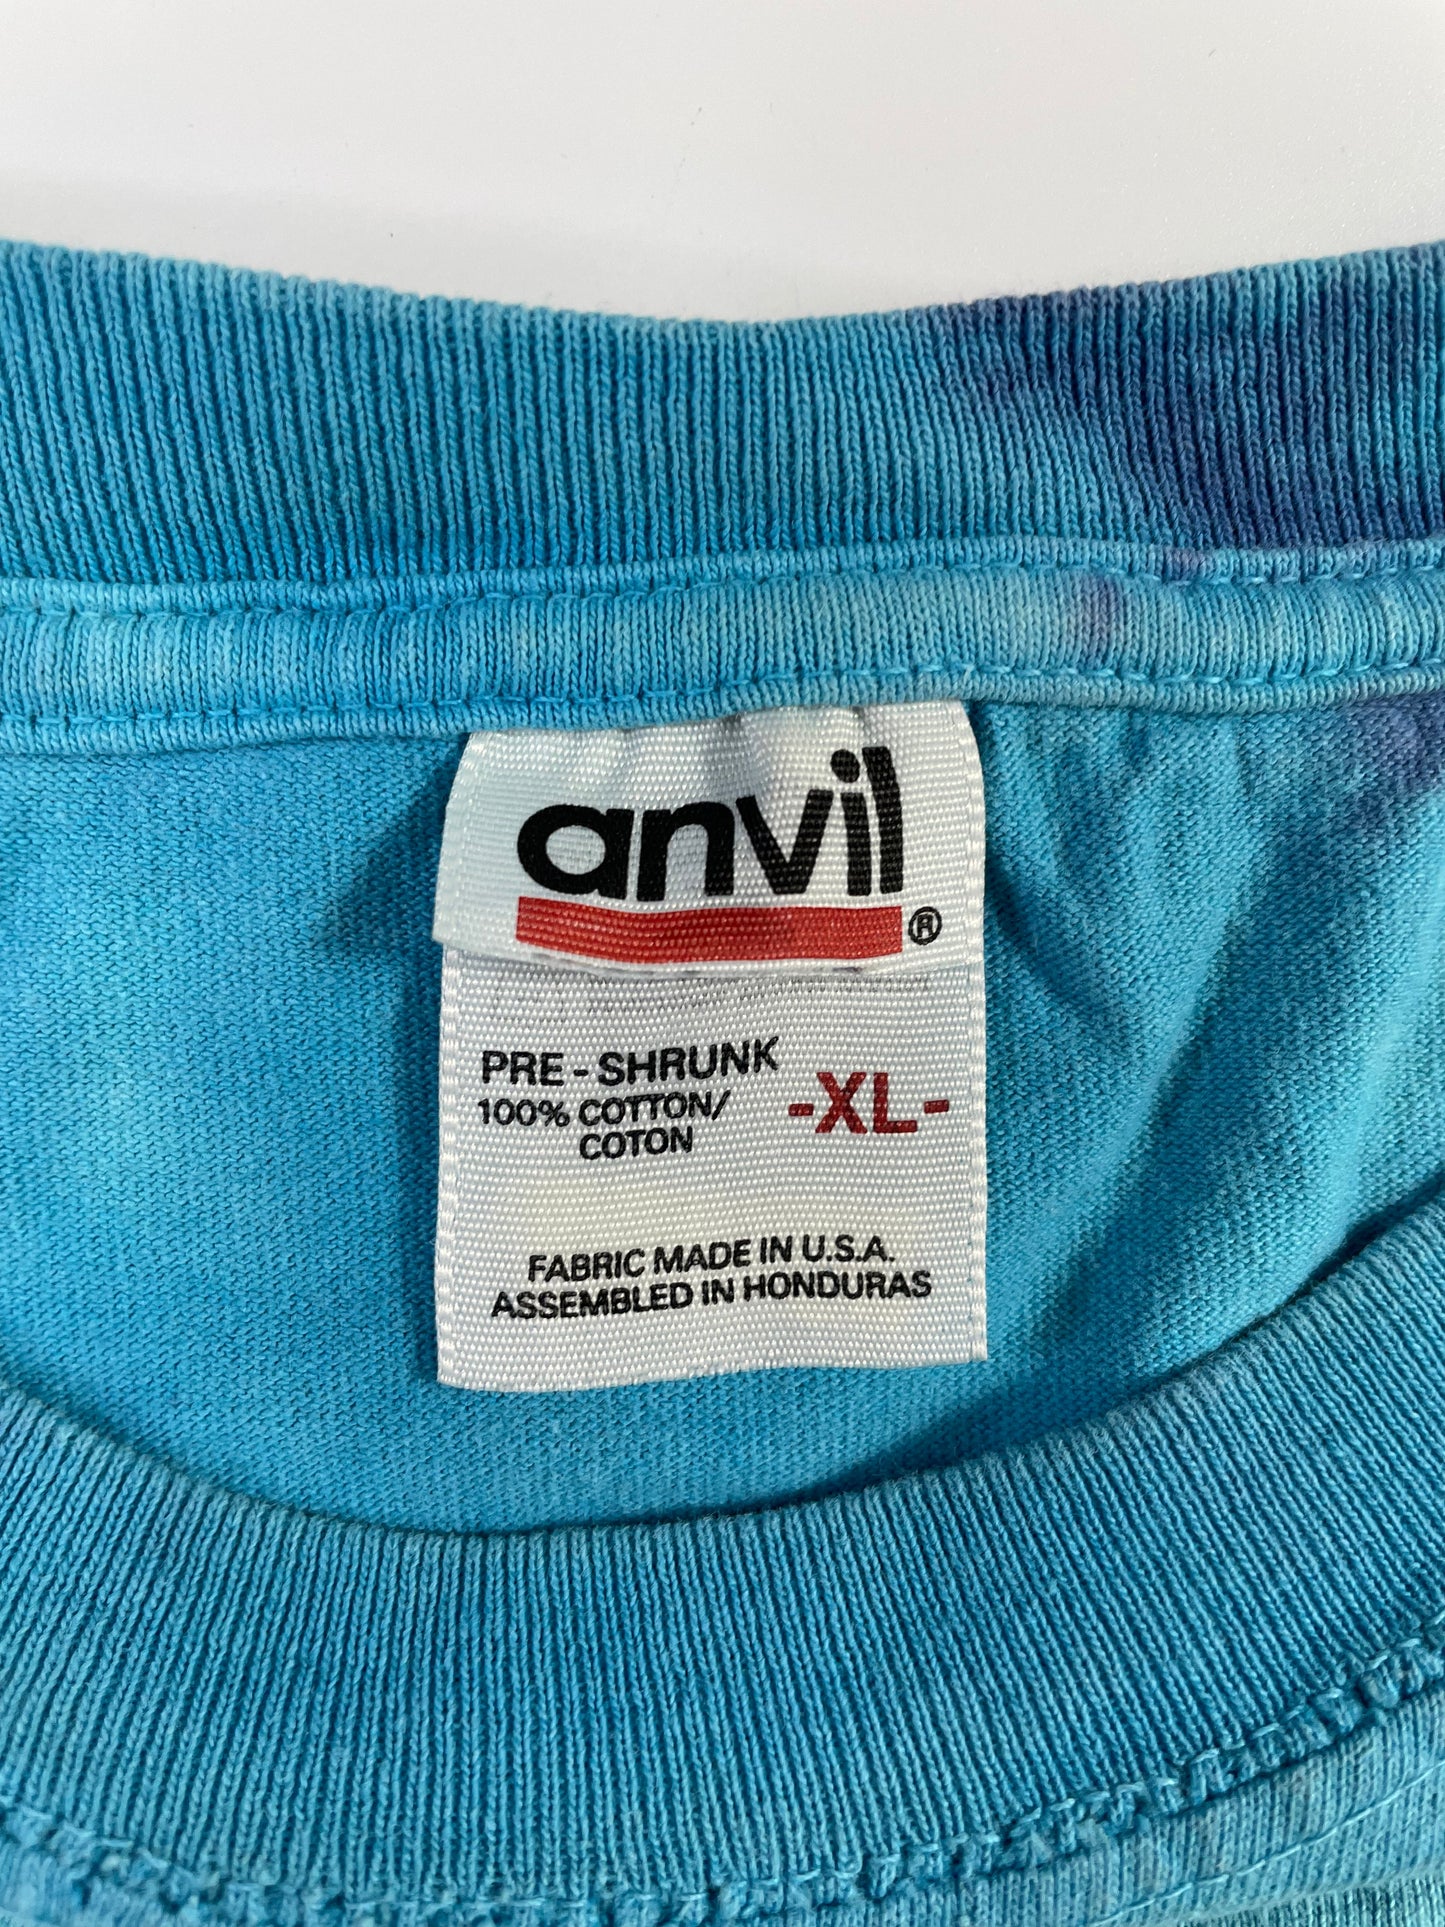 anvil
®
PRE - SHRUNK
100% COTTON/
COTON
-XL-
FABRIC MADE IN U.S.A.
ASSEMBLED IN HONDURAS